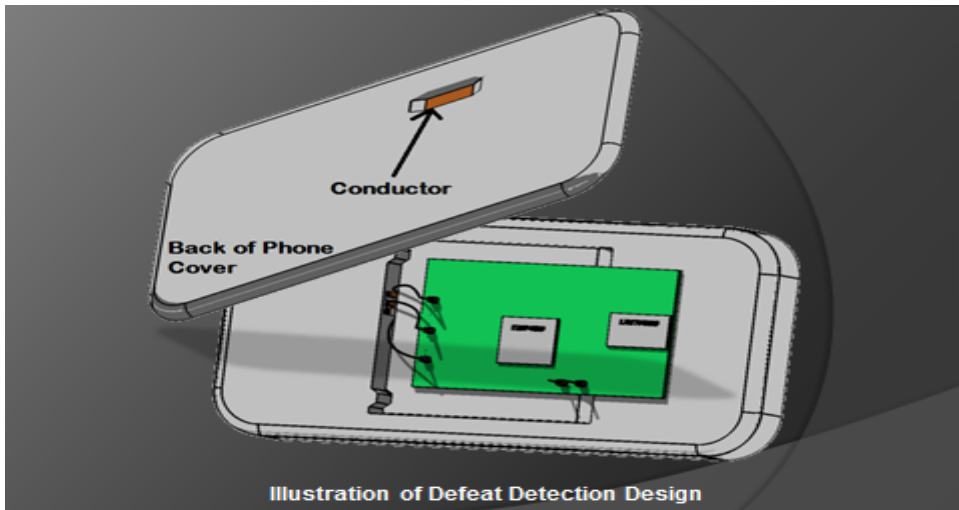 Conductor
Back of Phone
Cover
Illustration of Defeat Detection Design